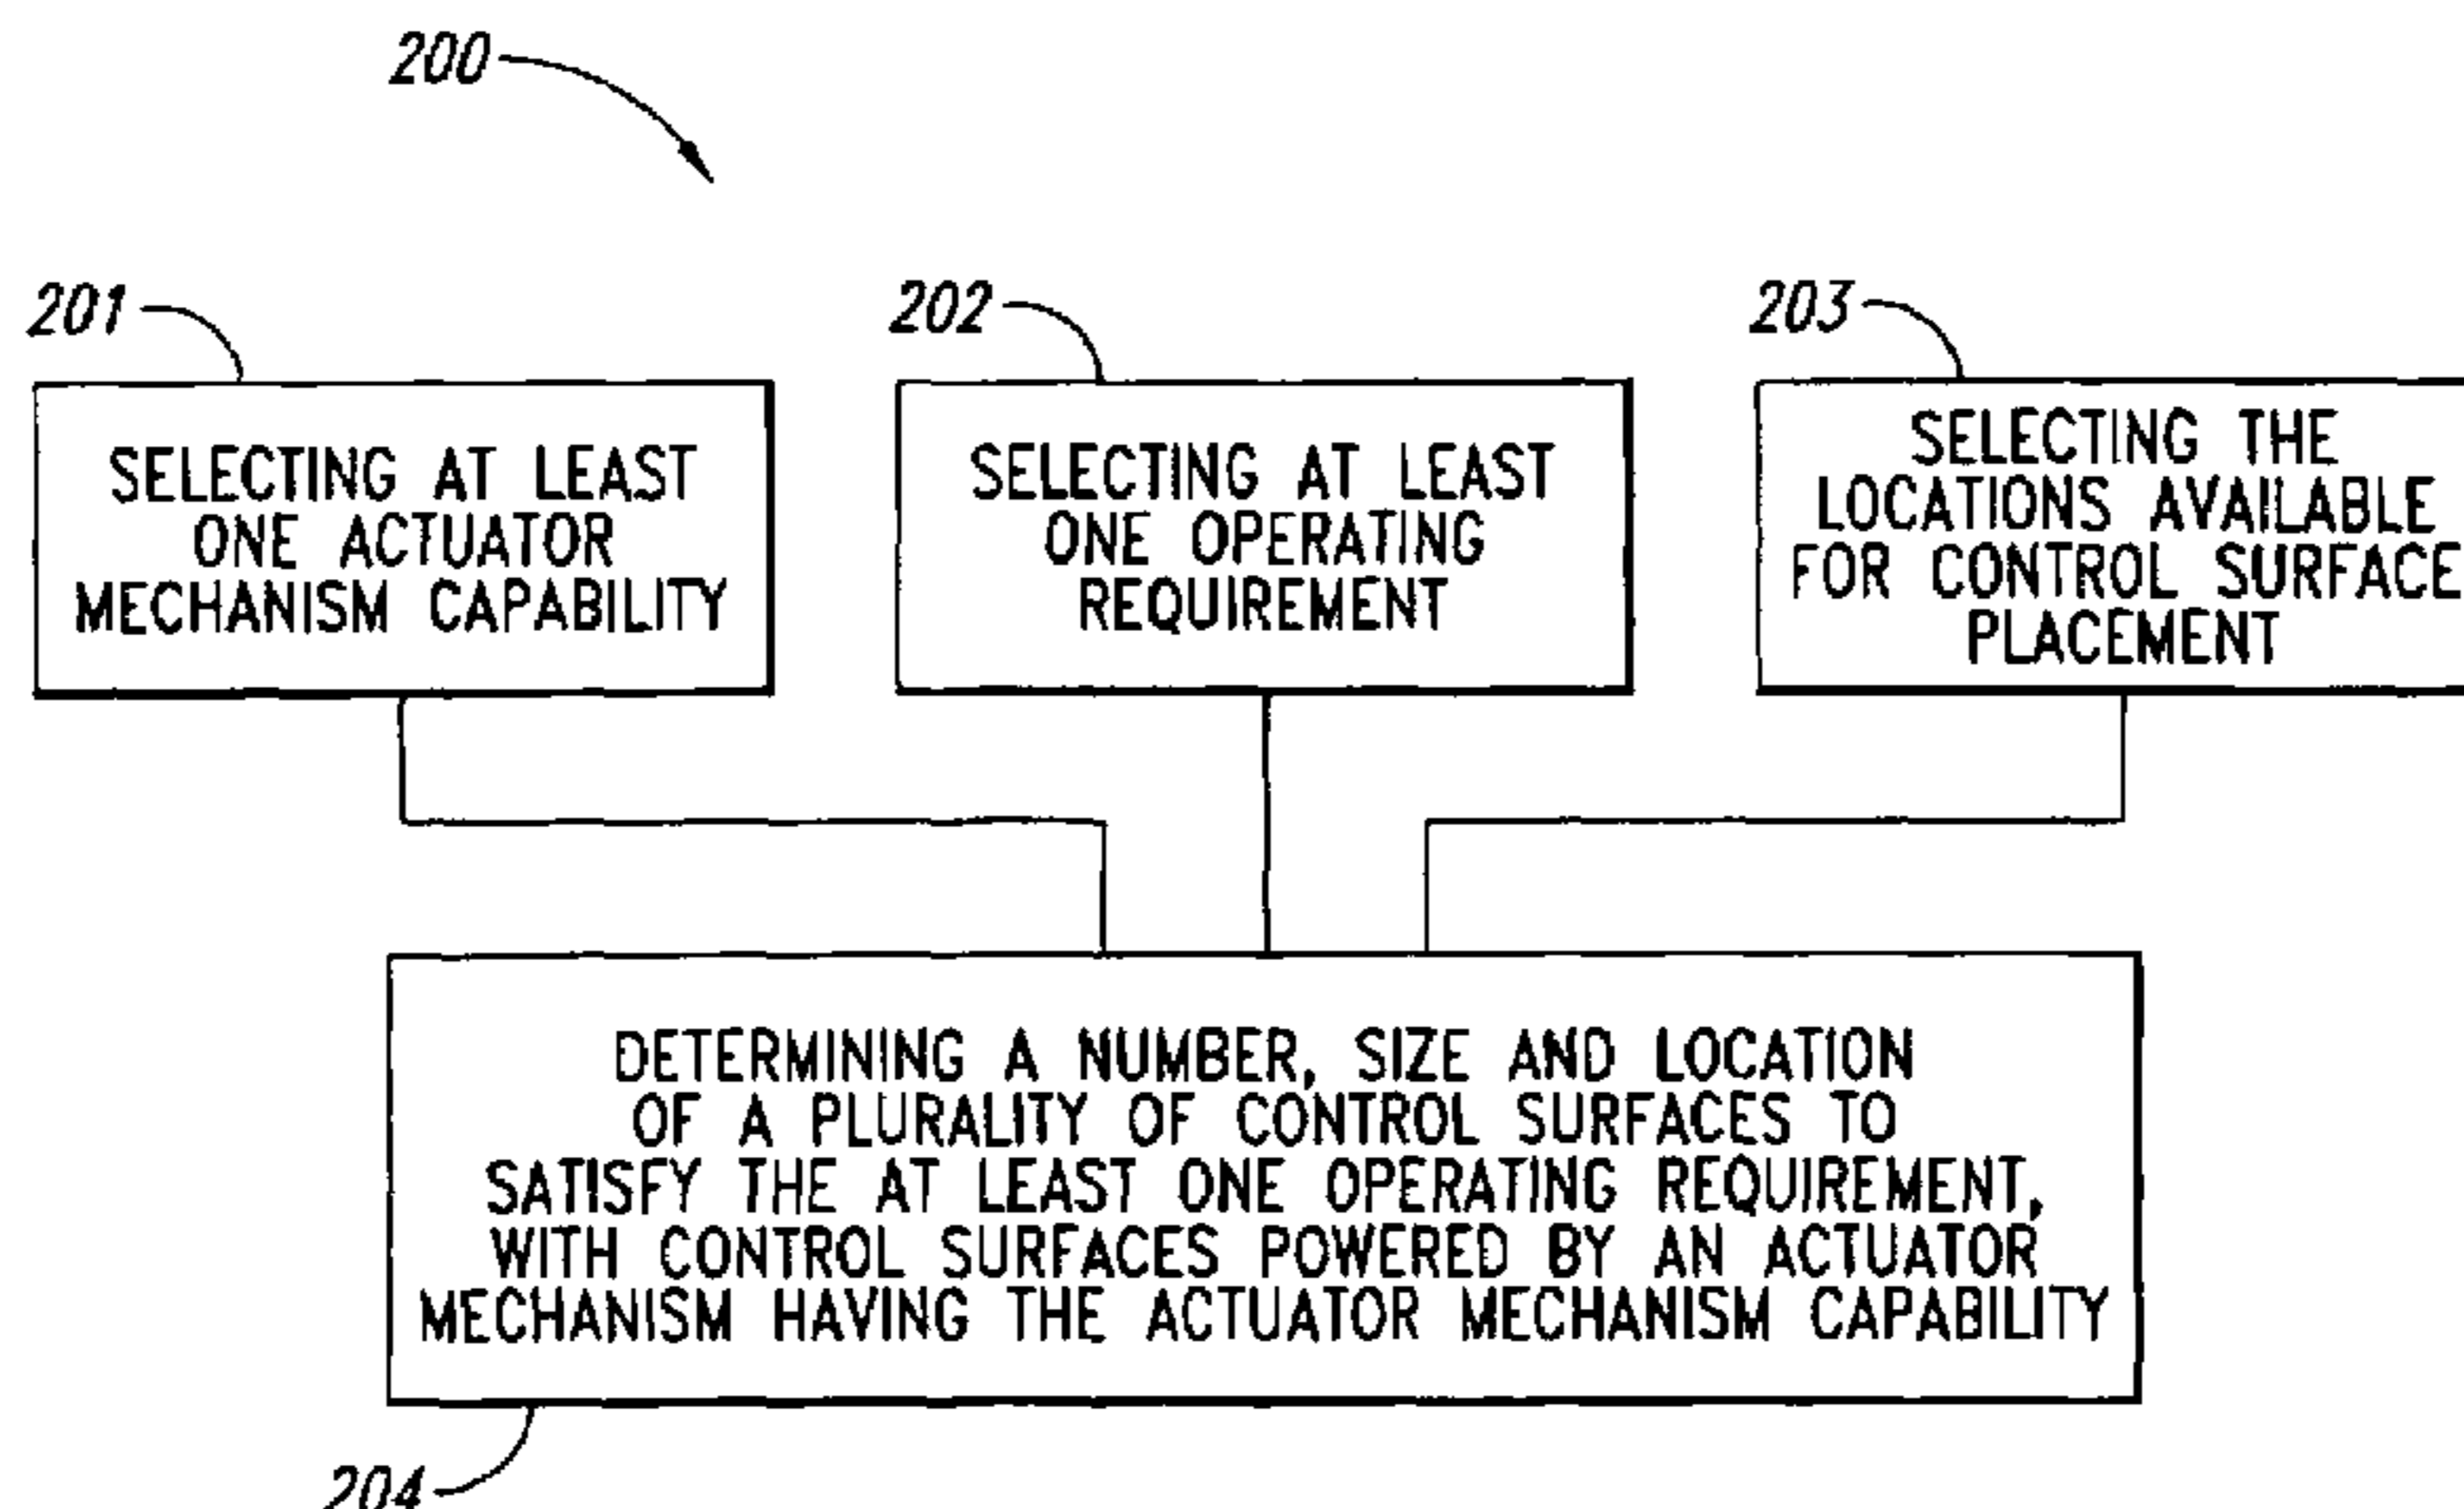 200
201
202
203
SELECTING AT LEAST
ONE ACTUATOR
MECHANISM CAPABILITY
SELECTING AT LEAST
ONE OPERATING
REQUIREMENT
SELECTING THE
LOCATIONS AVAILABLE
FOR CONTROL SURFACE
PLACEMENT
DETERMINING A NUMBER, SIZE AND LOCATION
OF A PLURALITY OF CONTROL SURFACES TO
SATISFY THE AT LEAST ONE OPERATING REQUIREMENT,
WITH CONTROL SURFACES POWERED BY AN ACTUATOR
MECHANISM HAVING THE ACTUATOR MECHANISM CAPABILITY
204